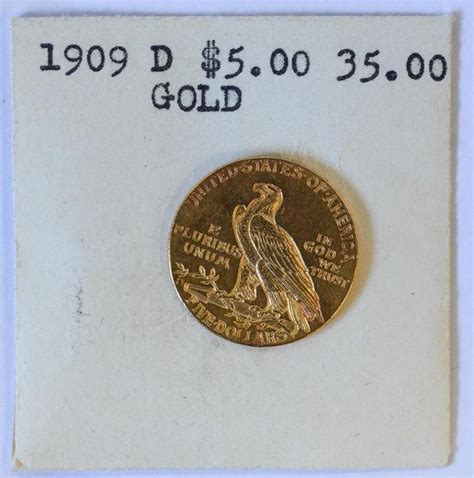 1909 D $5.00 35.00
GOLD
UNITED·STATES·OF·AMERICA
E
PLURIBUS
UNUM
IN
GOD
WE
TRUST
FIVE·DOLLARS